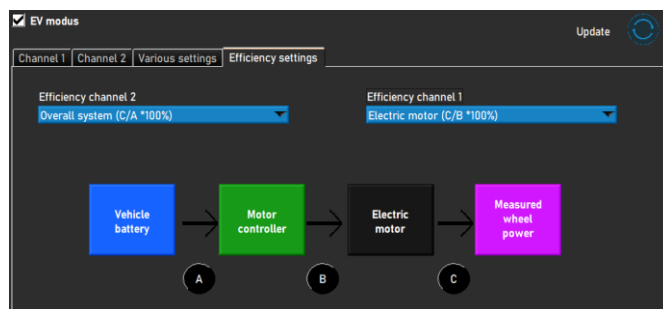 EV modus
Update
Channel 1 Channel 2 Various settings Efficiency settings
Efficiency channel 2
Efficiency channel 1
Overall system (C/A *100%)
Electric motor (C/B *100%)
Vehicle
battery
Motor
controller
Electric
motor
Measured
wheel
power
A
B
C